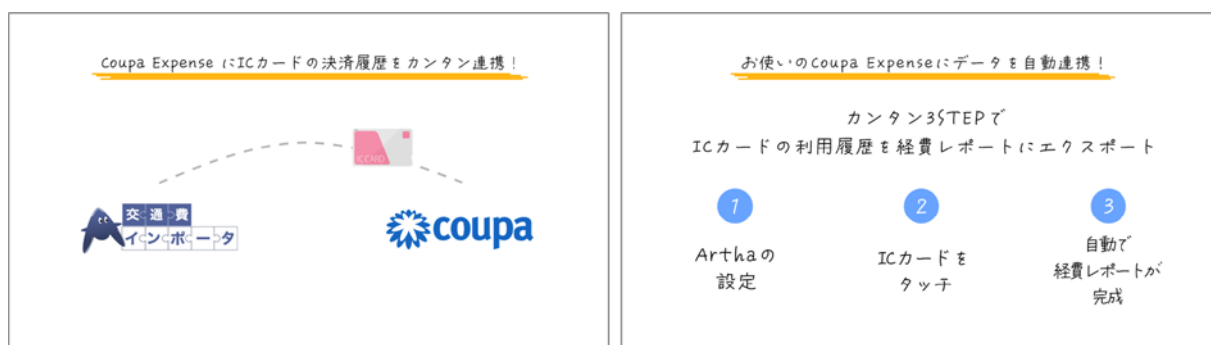 Coupa Expense にICカードの決済履歴をカンタン連携！
IC CARD
交通費
インポータ
coupa
お使いのCoupa Expenseにデータを自動連携！
カンタン3STEPで
ICカードの利用履歴を経費レポートにエクスポート
1
Arthaの
設定
2
ICカードを
タッチ
3
自動で
経費レポートが
完成